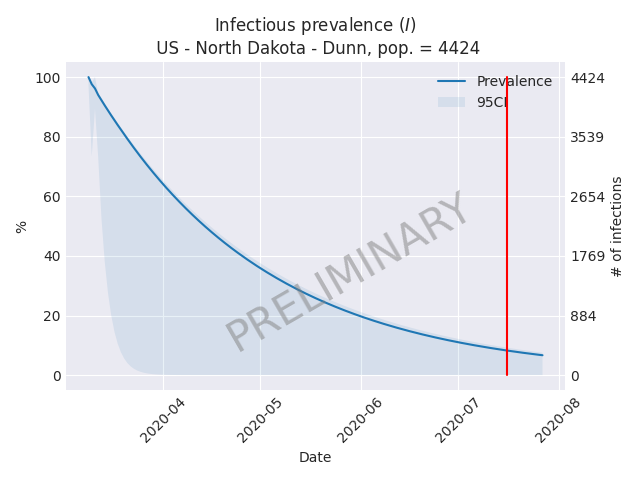 Infectious prevalence (I)
US - North Dakota - Dunn, pop. = 4424
100
80
60
40
20
0
%
4424
3539
2654
1769
884
0
# of infections
Prevalence
95CI
PRELIMINARY
2020-04
2020-05
2020-06
2020-07
2020-08
Date